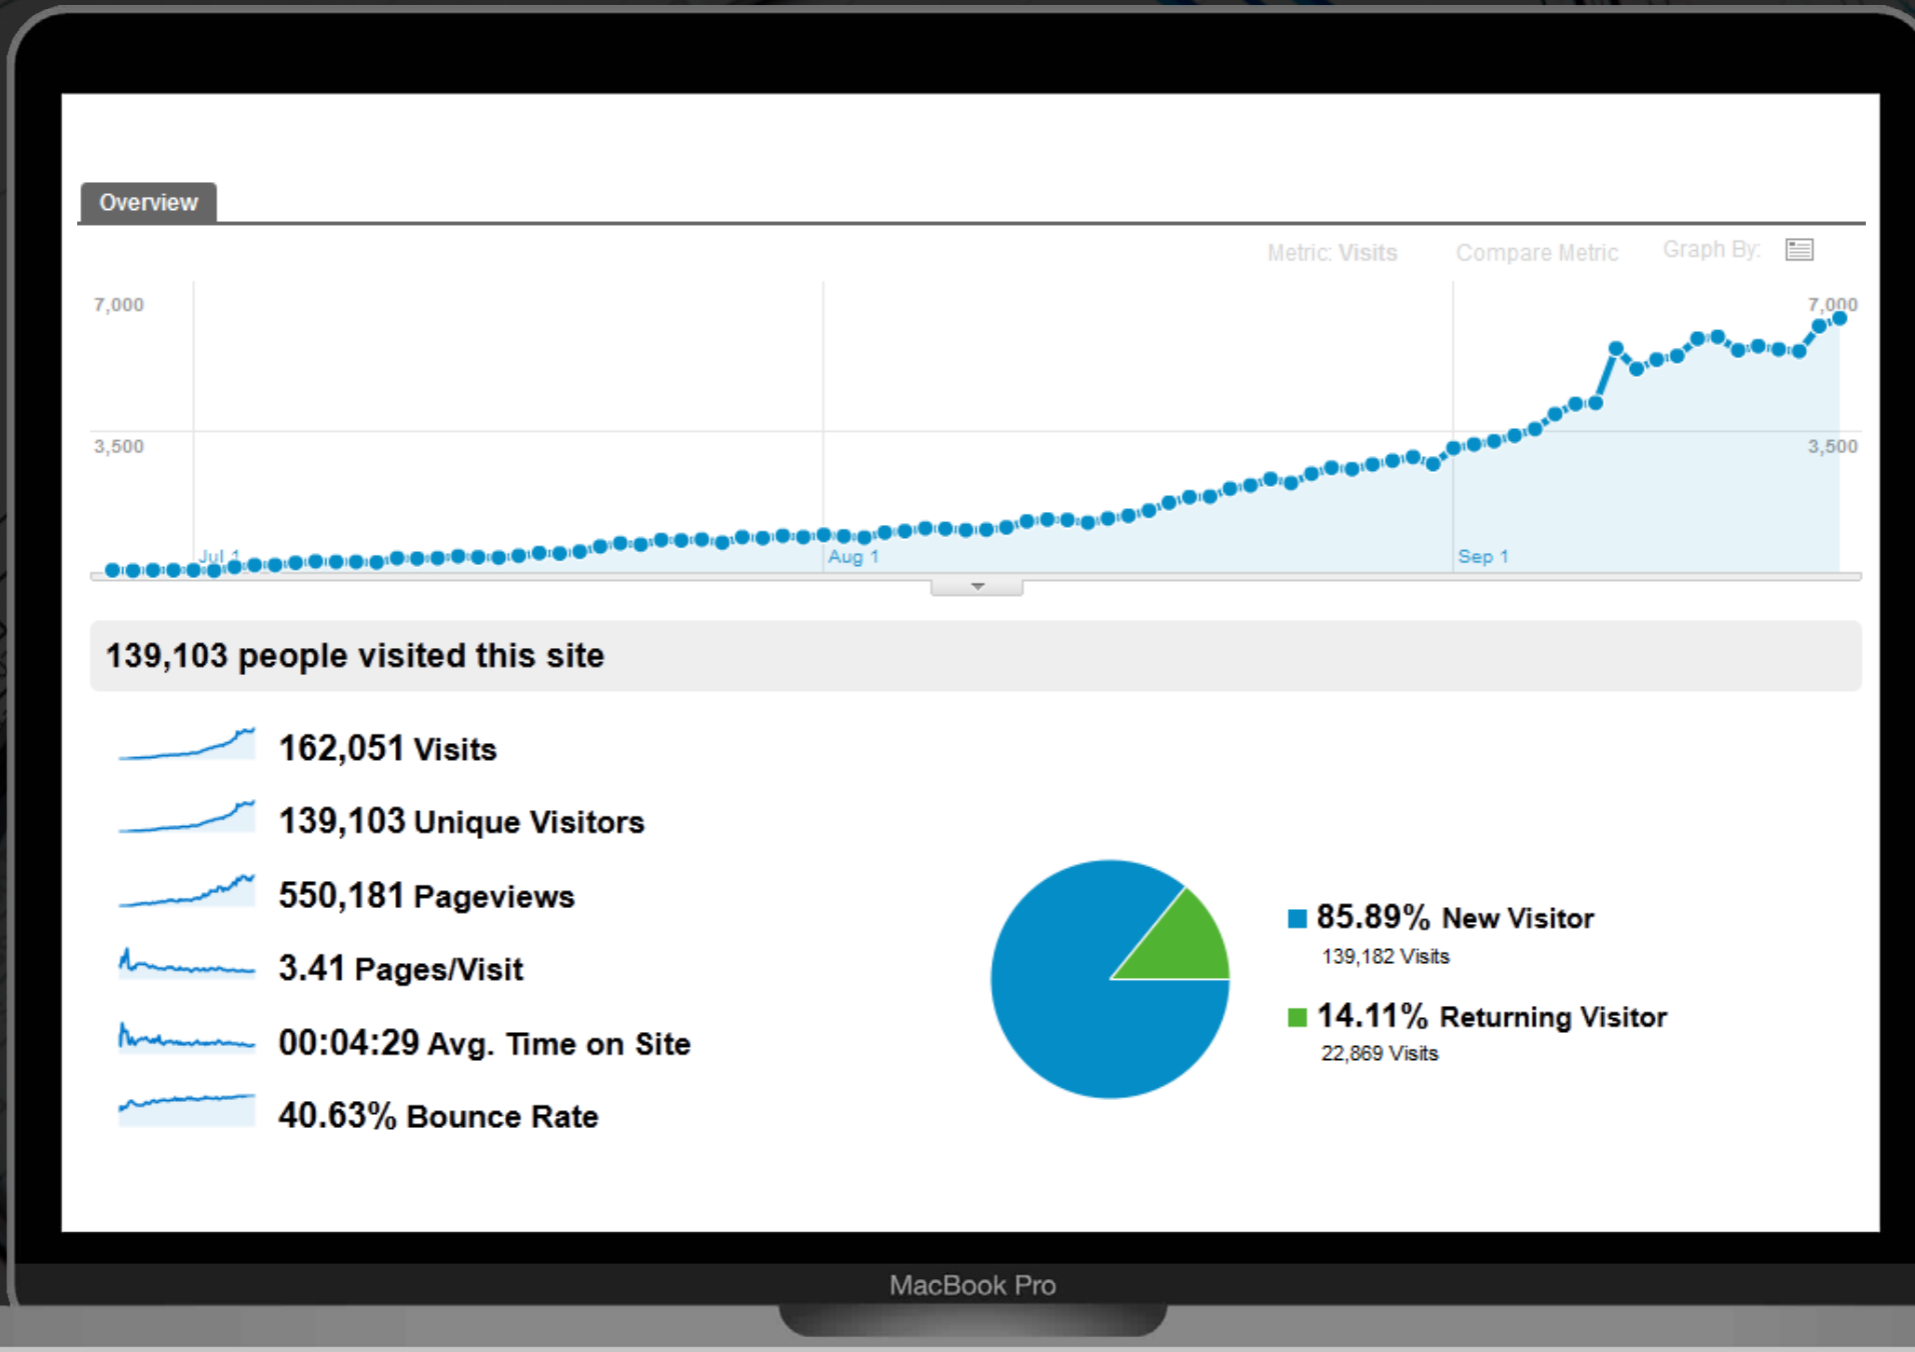 Overview
Metric: Visits Compare Metric Graph By:
7,000 7,000
3,500 3,500
Jul 1 Aug 1 Sep 1
139,103 people visited this site
162,051 Visits
139,103 Unique Visitors
550,181 Pageviews
3.41 Pages/Visit
00:04:29 Avg. Time on Site
40.63% Bounce Rate
85.89% New Visitor
139,182 Visits
14.11% Returning Visitor
22,869 Visits
MacBook Pro